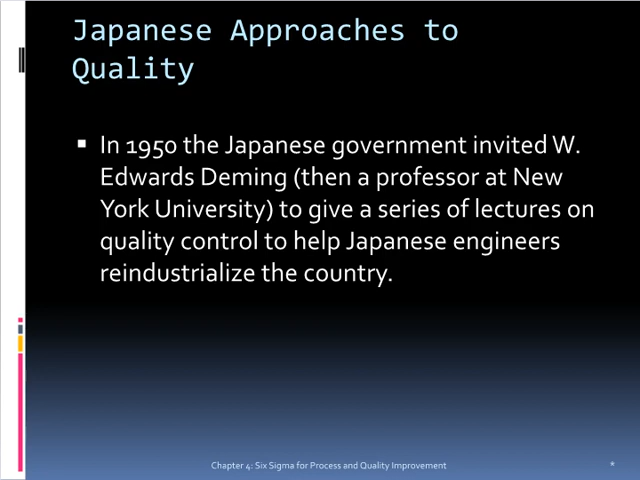 Japanese Approaches to
Quality
▪ In 1950 the Japanese government invited W.
Edwards Deming (then a professor at New
York University) to give a series of lectures on
quality control to help Japanese engineers
reindustrialize the country.
Chapter 4: Six Sigma for Process and Quality Improvement
*